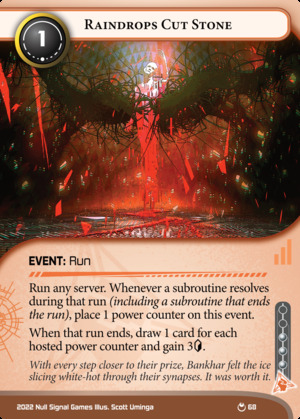 1
Raindrops Cut Stone
EVENT: Run
Run any server. Whenever a subroutine resolves
during that run (including a subroutine that ends
the run), place 1 power counter on this event.
When that run ends, draw 1 card for each
hosted power counter and gain 3.
With every step closer to their prize, Bankhar felt the ice
slicing white-hot through their synapses. It was worth it.
2022 Null Signal Games Illus. Scott Uminga
68